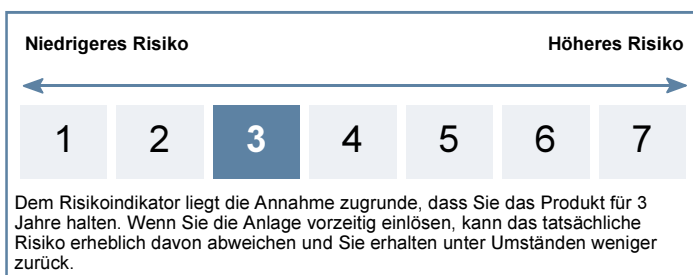 Niedrigeres Risiko Höheres Risiko
1 2 3 4 5 6 7
Dem Risikoindikator liegt die Annahme zugrunde, dass Sie das Produkt für 3
Jahre halten. Wenn Sie die Anlage vorzeitig einlösen, kann das tatsächliche
Risiko erheblich davon abweichen und Sie erhalten unter Umständen weniger
zurück.